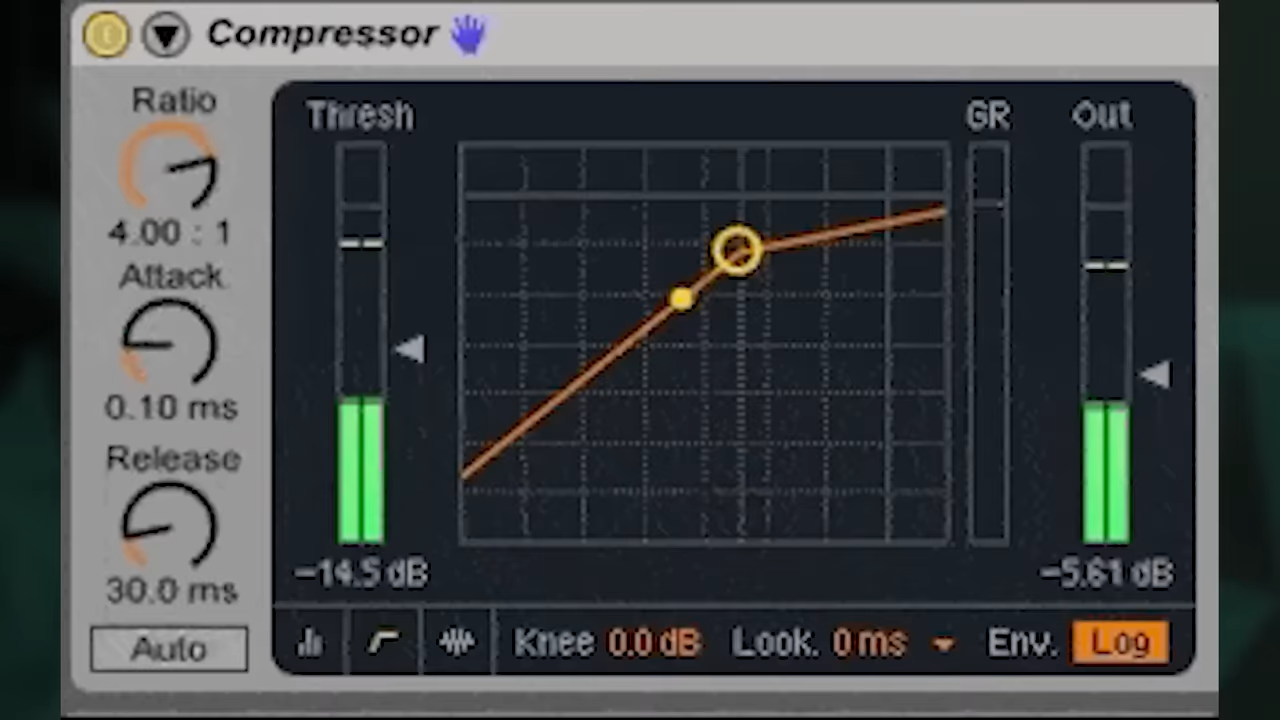 Compressor
Ratio
4.00 : 1
Attack
0.10 ms
Release
30.0 ms
Auto
Thresh
GR
Out
-14.5 dB
-5.61 dB
Knee 0.0 dB Look. 0 ms Env. Log